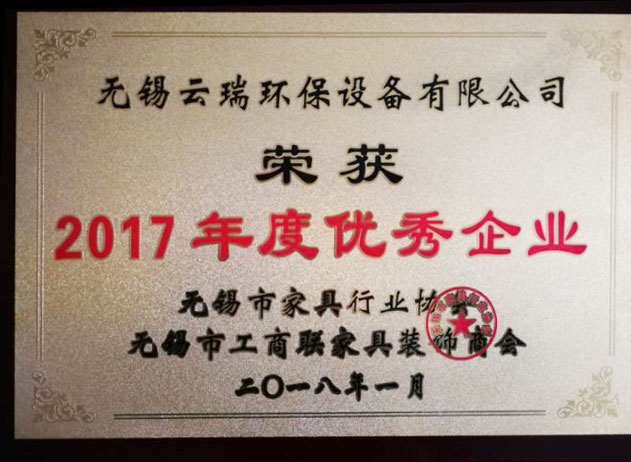 无锡云瑞环保设备有限公司
荣获
2017年度优秀企业
无锡市家具行业协会
无锡市工商联家具装饰商会
二〇一八年一月